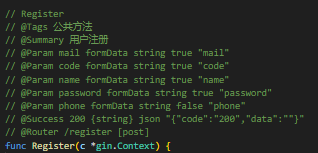 // Register
// @Tags 公共方法
// @Summary 用户注册
// @Param mail formData string true "mail"
// @Param code formData string true "code"
// @Param name formData string true "name"
// @Param password formData string true "password"
// @Param phone formData string false "phone"
// @Success 200 {string} json "{"code":"200","data":""}"
// @Router /register [post]
func Register(c *gin.Context) {